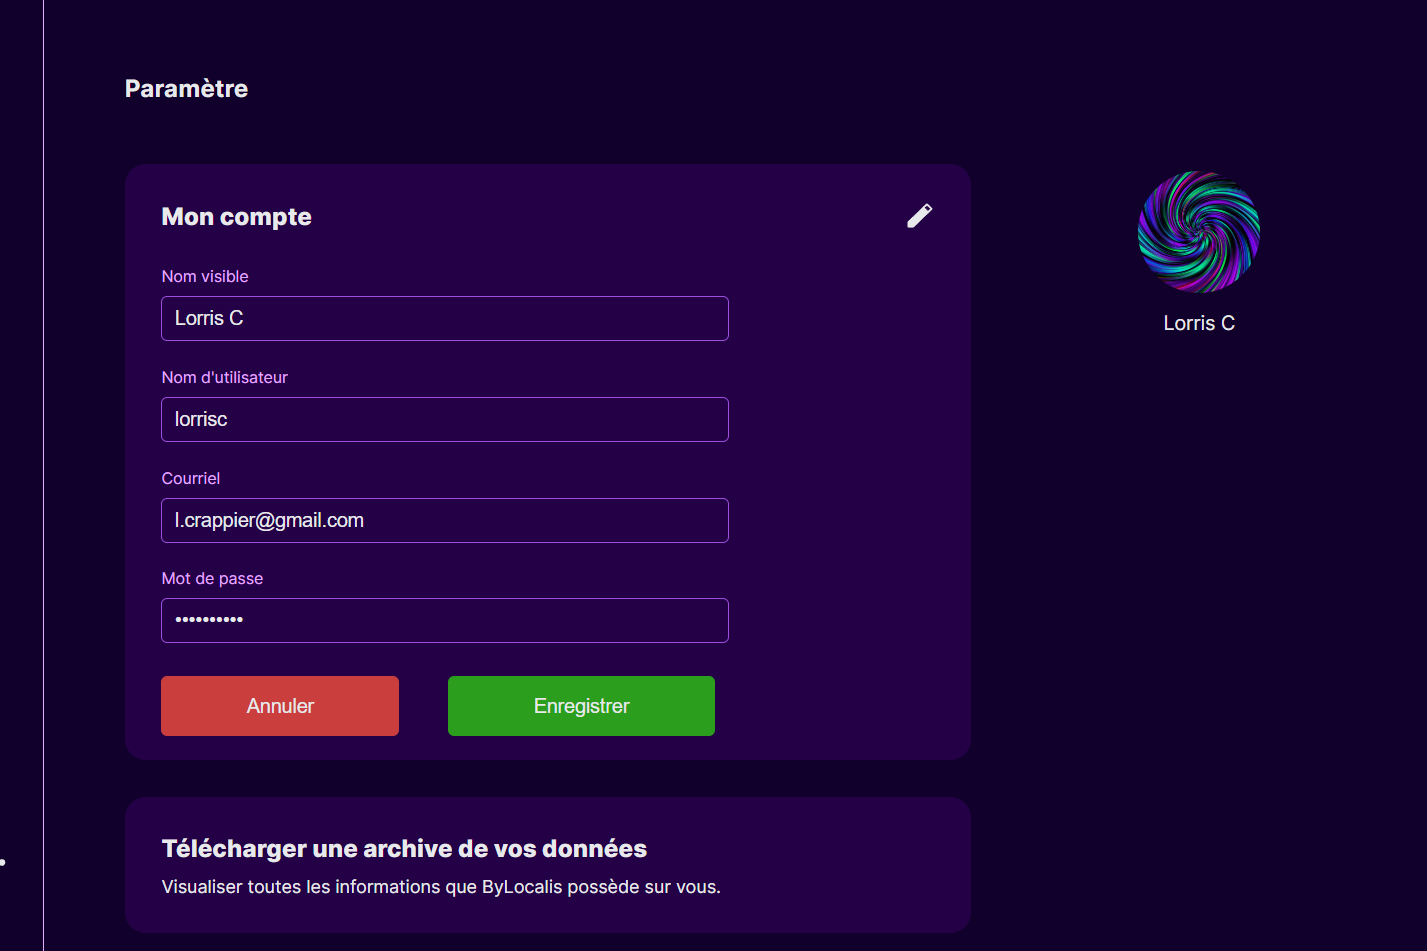 Paramètre
Mon compte
Nom visible
Lorris C
Nom d'utilisateur
lorrisc
Courriel
l.crappier@gmail.com
Mot de passe
••••••••••
Annuler
Enregistrer
Lorris C
Télécharger une archive de vos données
Visualiser toutes les informations que ByLocalis possède sur vous.